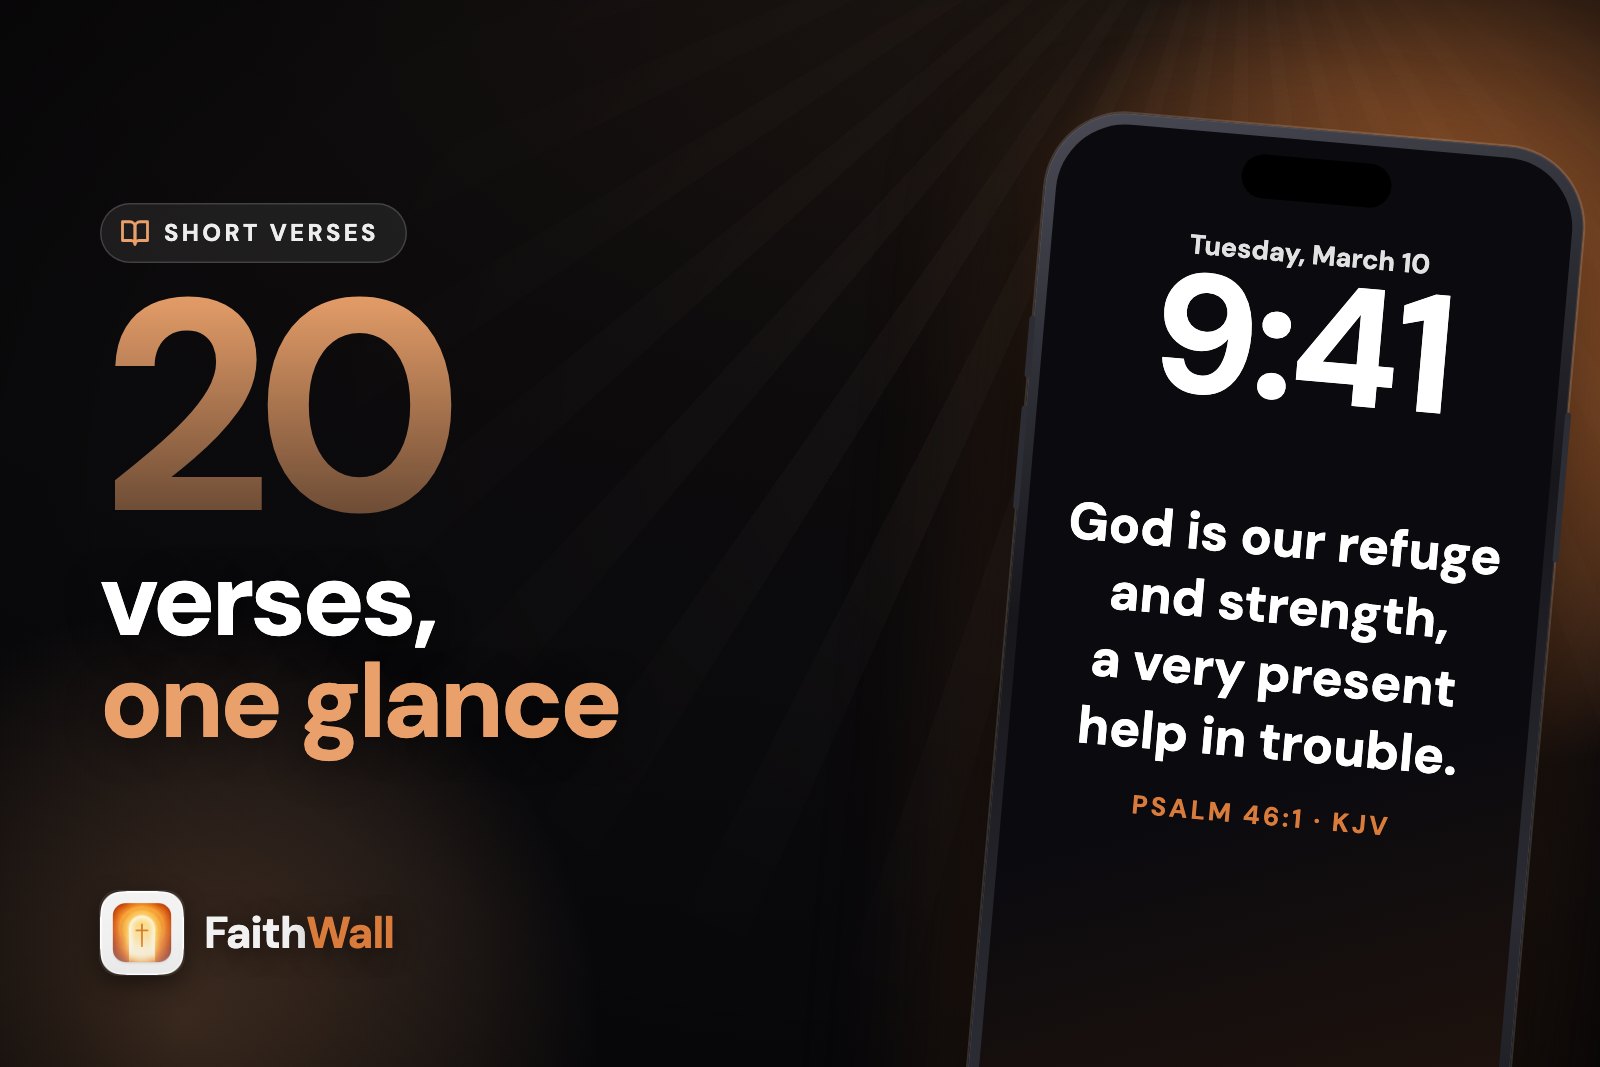 SHORT VERSES
20
verses,
one glance
FaithWall
Tuesday, March 10
9:41
God is our refuge
and strength,
a very present
help in trouble.
PSALM 46:1 · KJV